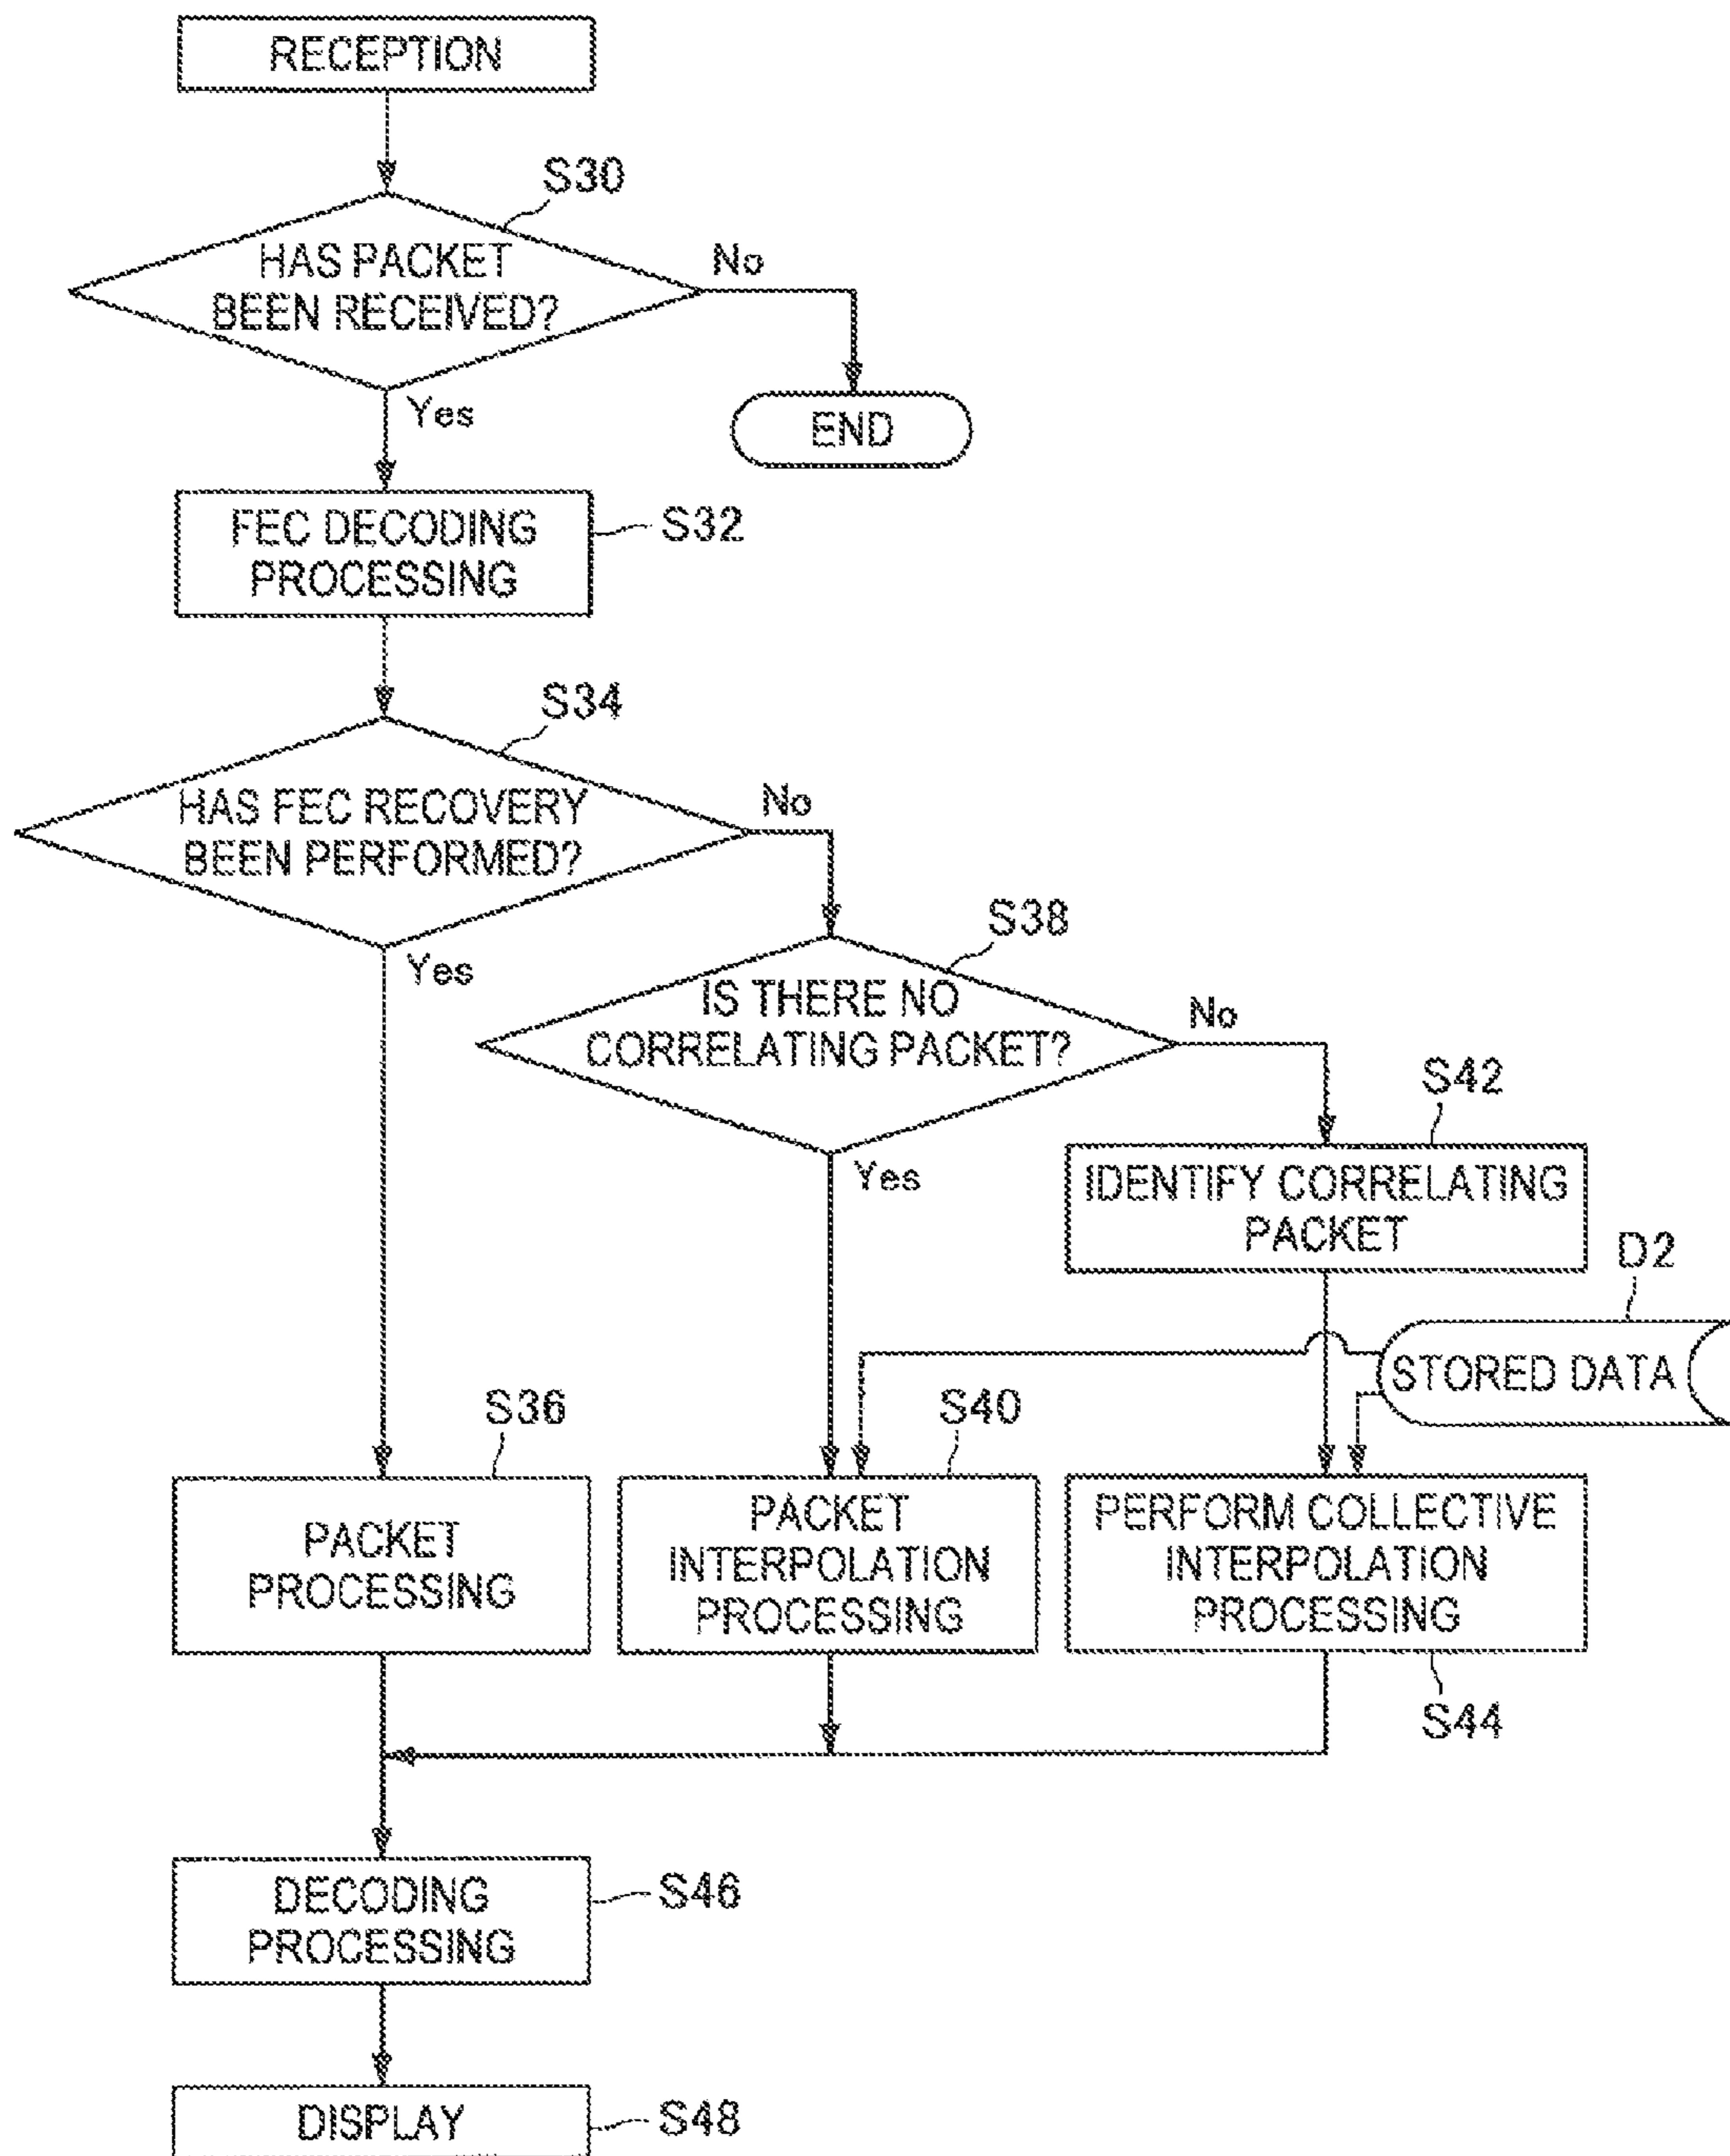 RECEPTION
S30
HAS PACKET
BEEN RECEIVED?
No
Yes
END
FEC DECODING
PROCESSING
S32
S34
HAS FEC RECOVERY
BEEN PERFORMED?
No
Yes
S38
IS THERE NO
CORRELATING PACKET?
No
Yes
S42
IDENTIFY CORRELATING
PACKET
D2
STORED DATA
S36
PACKET
PROCESSING
S40
PACKET
INTERPOLATION
PROCESSING
PERFORM COLLECTIVE
INTERPOLATION
PROCESSING
S44
DECODING
PROCESSING
S46
DISPLAY
S48